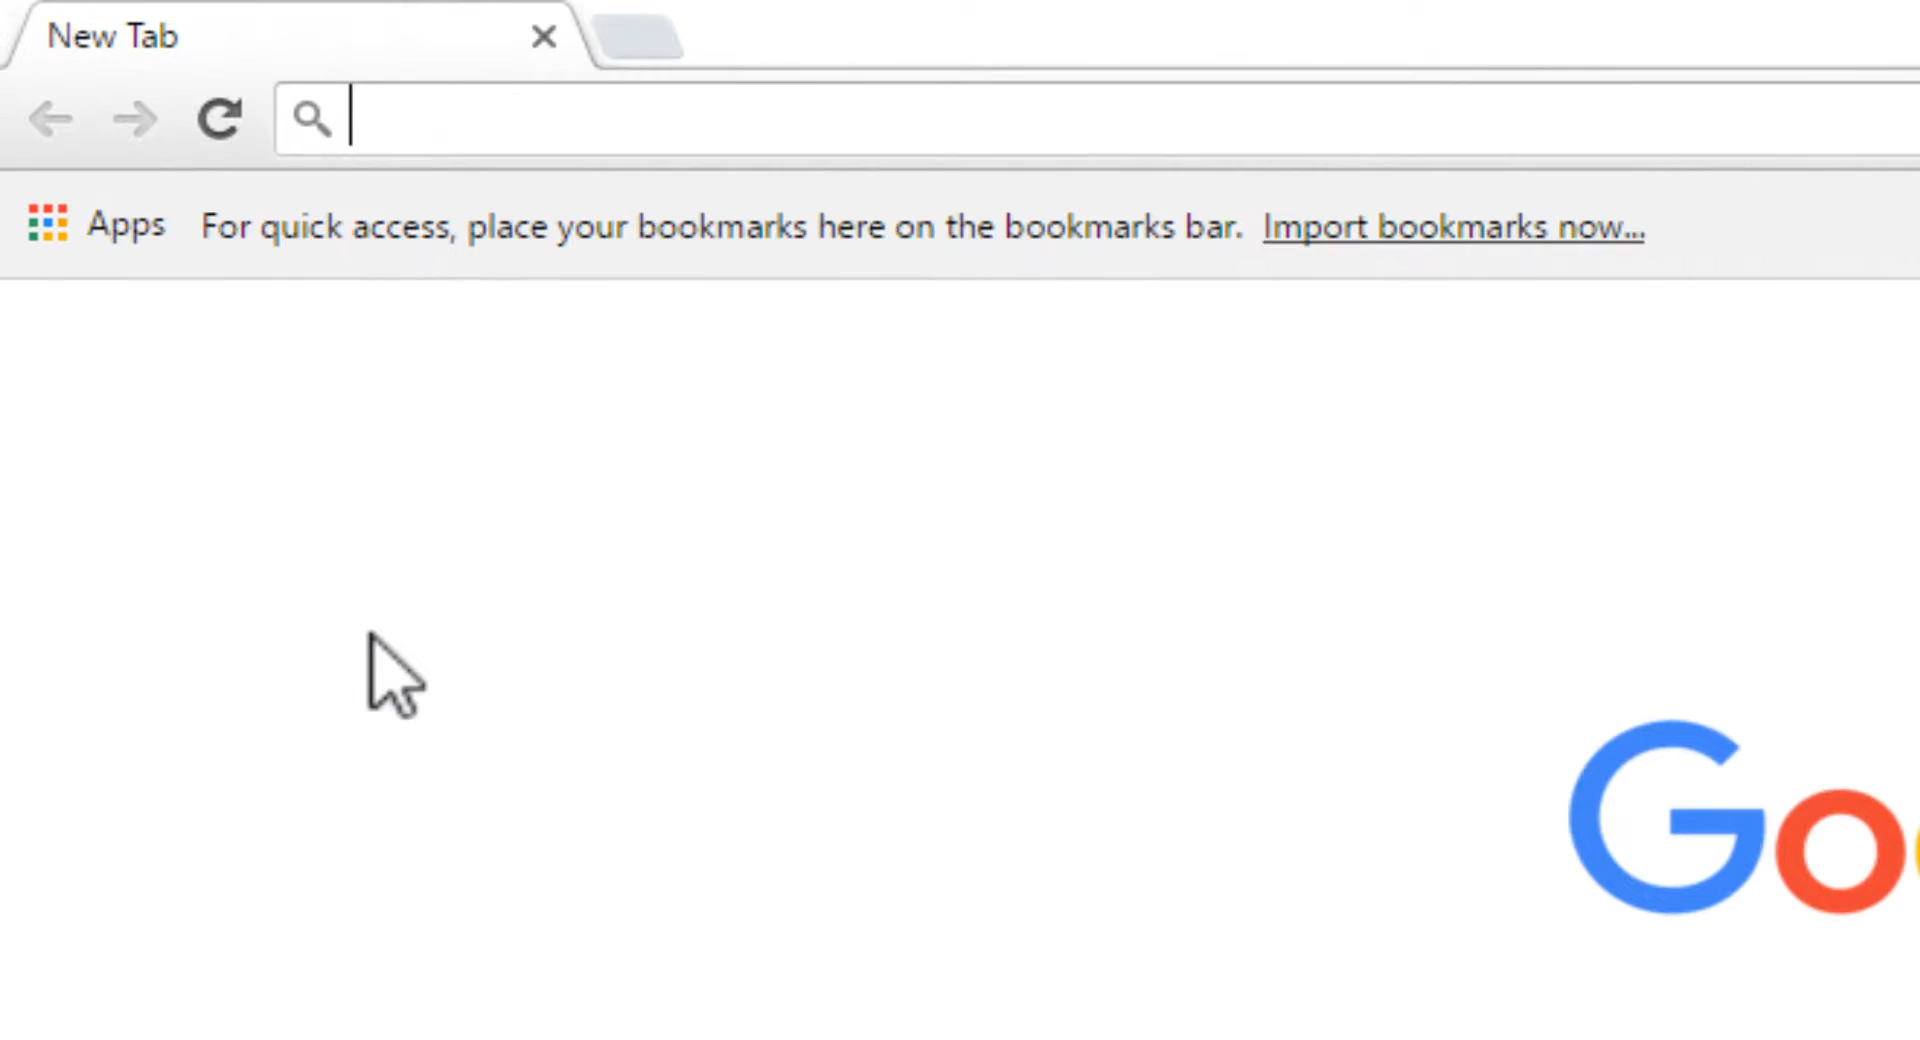 New Tab
Apps For quick access, place your bookmarks here on the bookmarks bar. Import bookmarks now...
Go